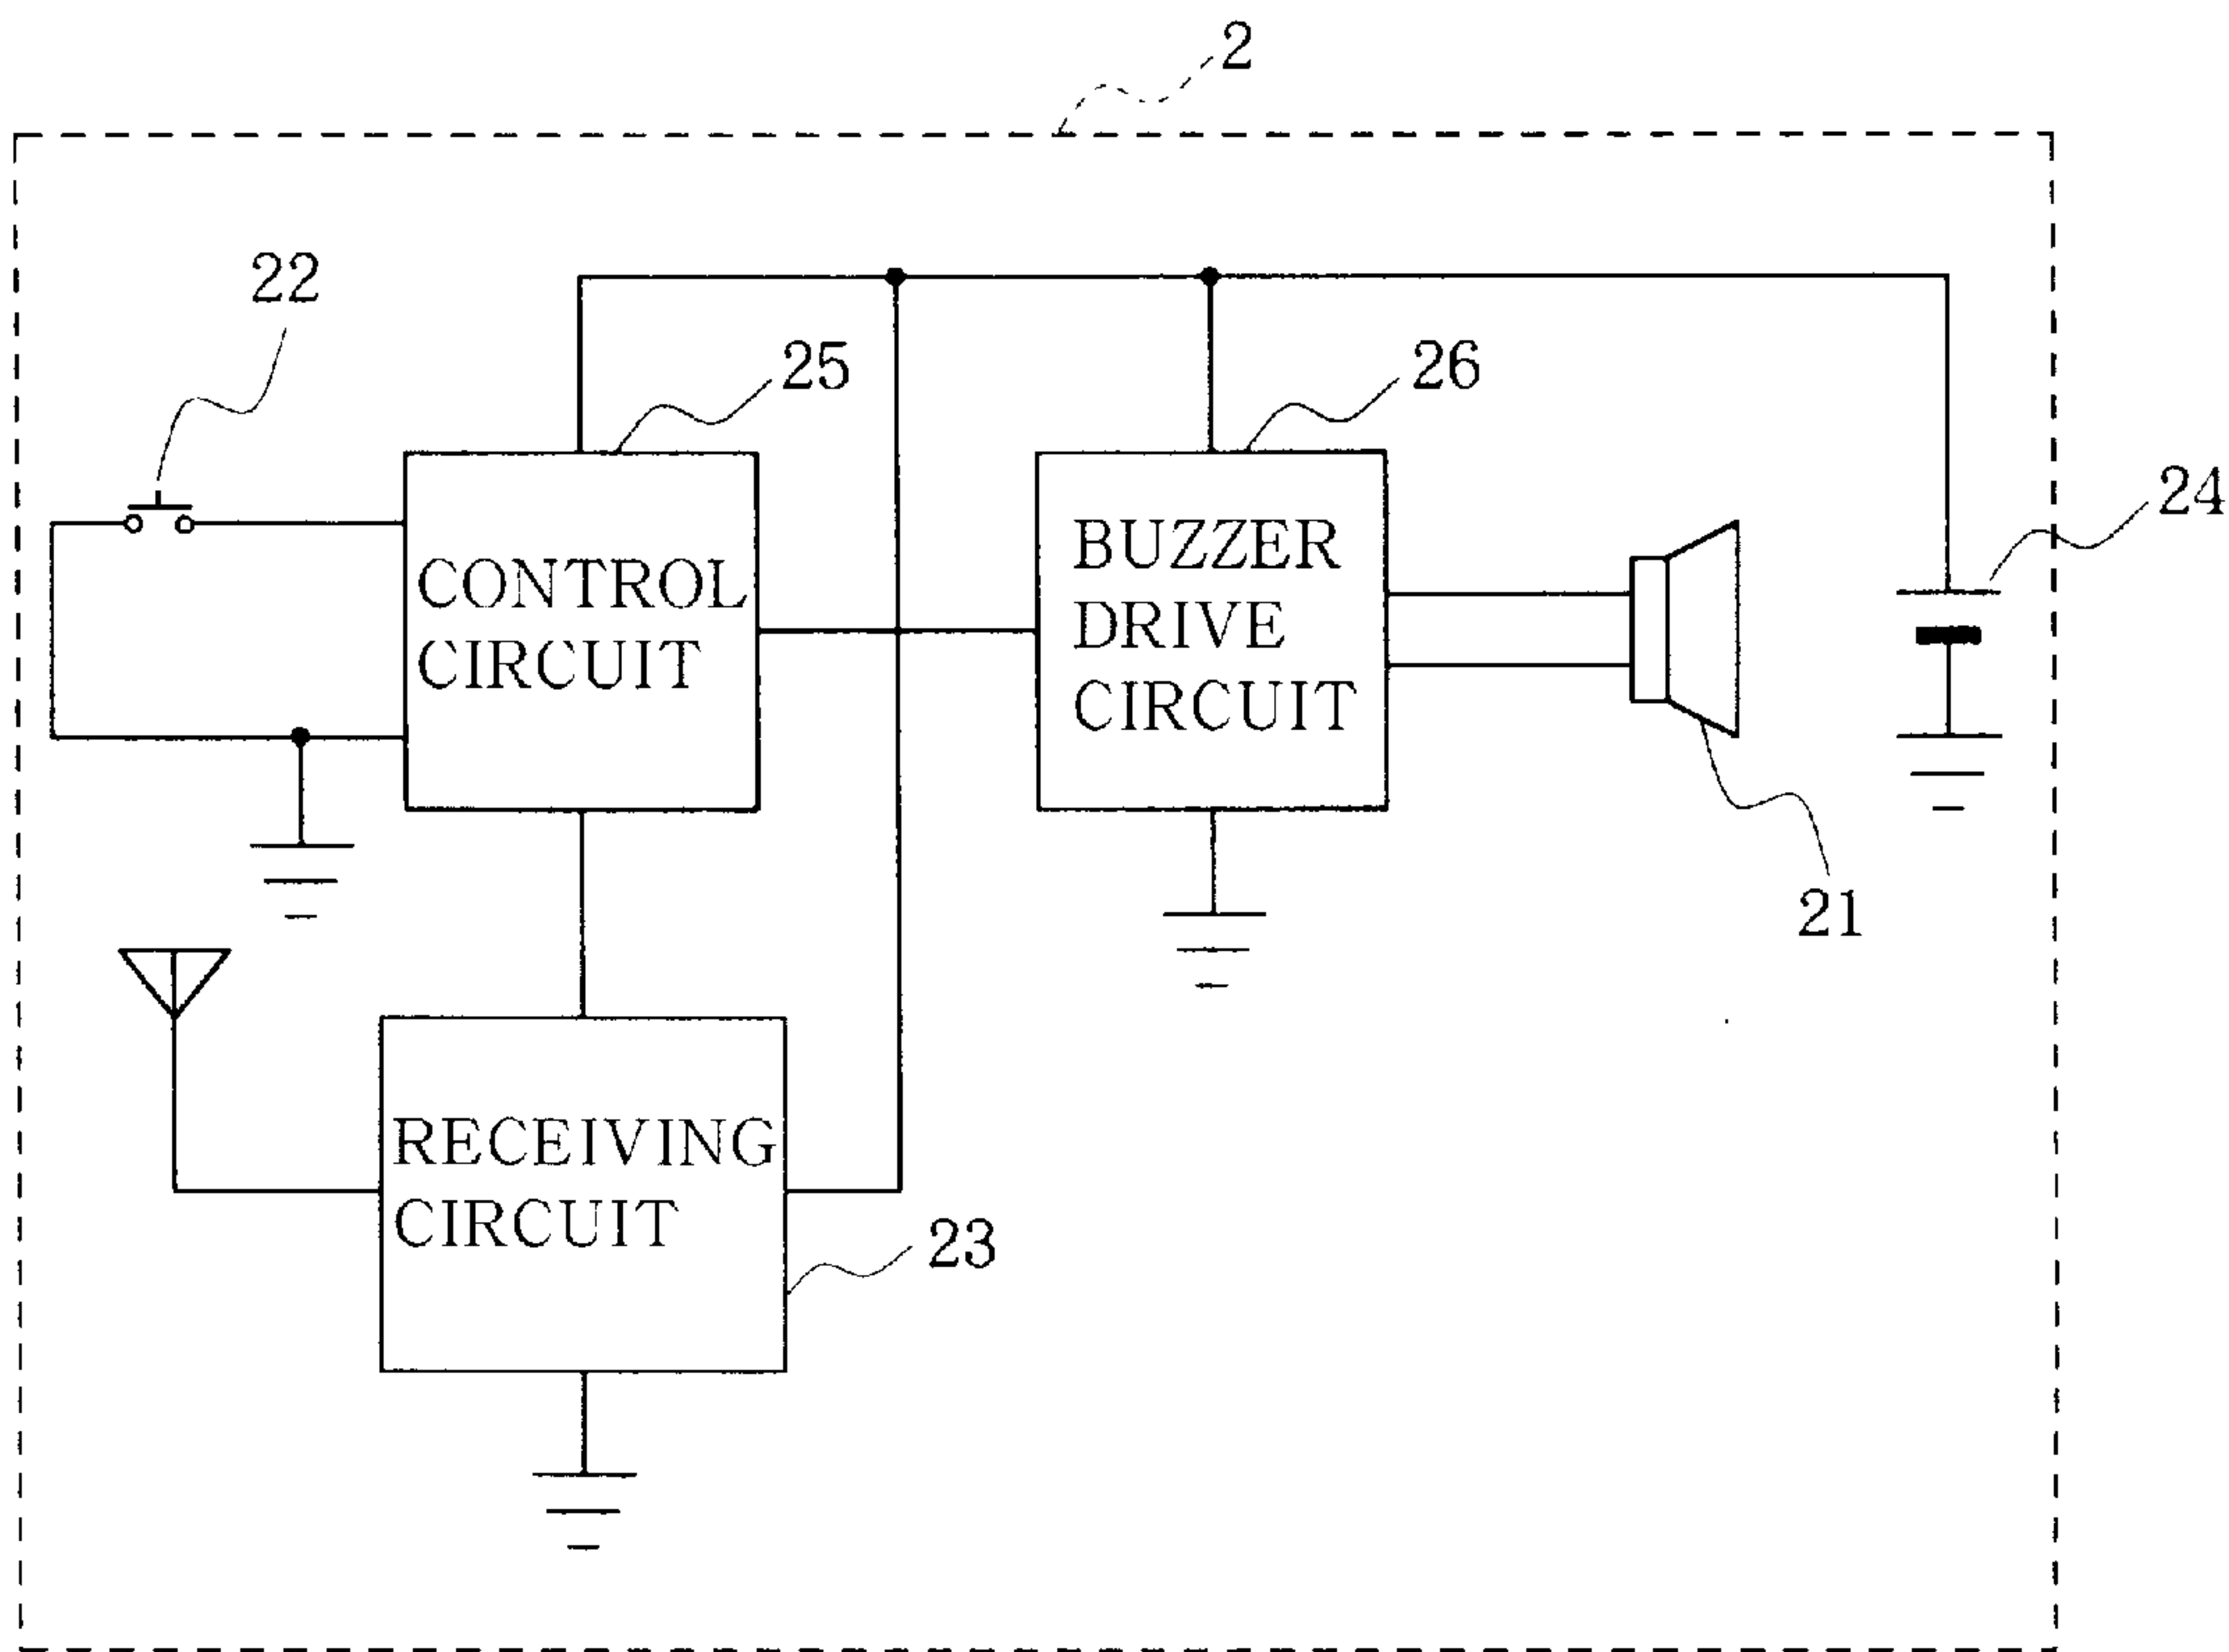 2
22
25
26
24
CONTROL
CIRCUIT
BUZZER
DRIVE
CIRCUIT
21
RECEIVING
CIRCUIT
23